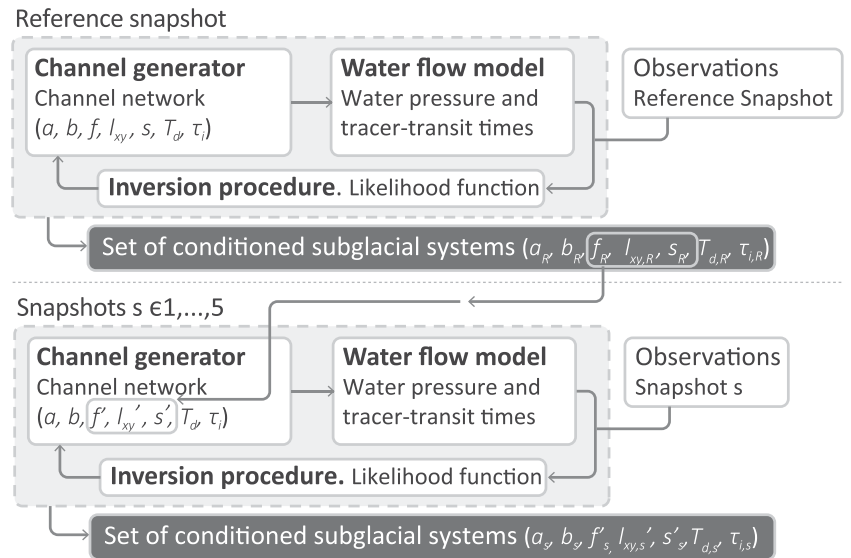 Reference snapshot
Channel generator
Channel network
(a, b, f, l_xy, s, T_d, τ_i)
Water flow model
Water pressure and
tracer-transit times
Observations
Reference Snapshot
Inversion procedure. Likelihood function
Set of conditioned subglacial systems (a_R, b_R, f_R, l_xy,R, s_R, T_d,R, τ_i,R)
Snapshots s ϵ1,...,5
Channel generator
Channel network
(a, b, f′, l_xy′, s′, T_d, τ_i)
Water flow model
Water pressure and
tracer-transit times
Observations
Snapshot s
Inversion procedure. Likelihood function
Set of conditioned subglacial systems (a_s, b_s, f′_s, l_xy,s′, s′_s, T_d,s, τ_i,s)